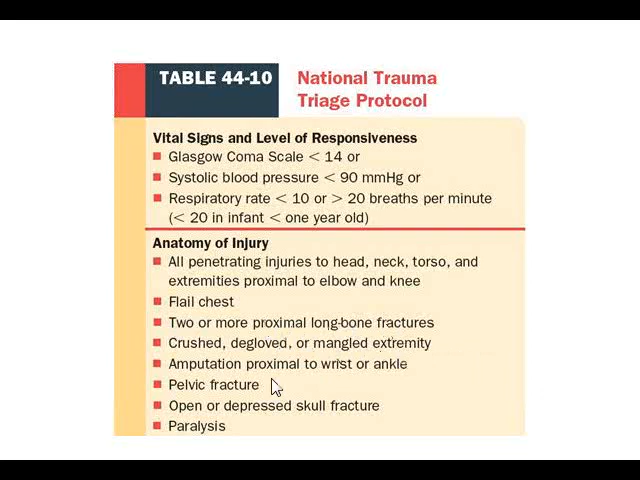 TABLE 44-10
National Trauma
Triage Protocol
Vital Signs and Level of Responsiveness
Glasgow Coma Scale < 14 or
Systolic blood pressure < 90 mmHg or
Respiratory rate < 10 or > 20 breaths per minute
(< 20 in infant < one year old)
Anatomy of Injury
All penetrating injuries to head, neck, torso, and
extremities proximal to elbow and knee
Flail chest
Two or more proximal long-bone fractures
Crushed, degloved, or mangled extremity
Amputation proximal to wrist or ankle
Pelvic fracture
Open or depressed skull fracture
Paralysis